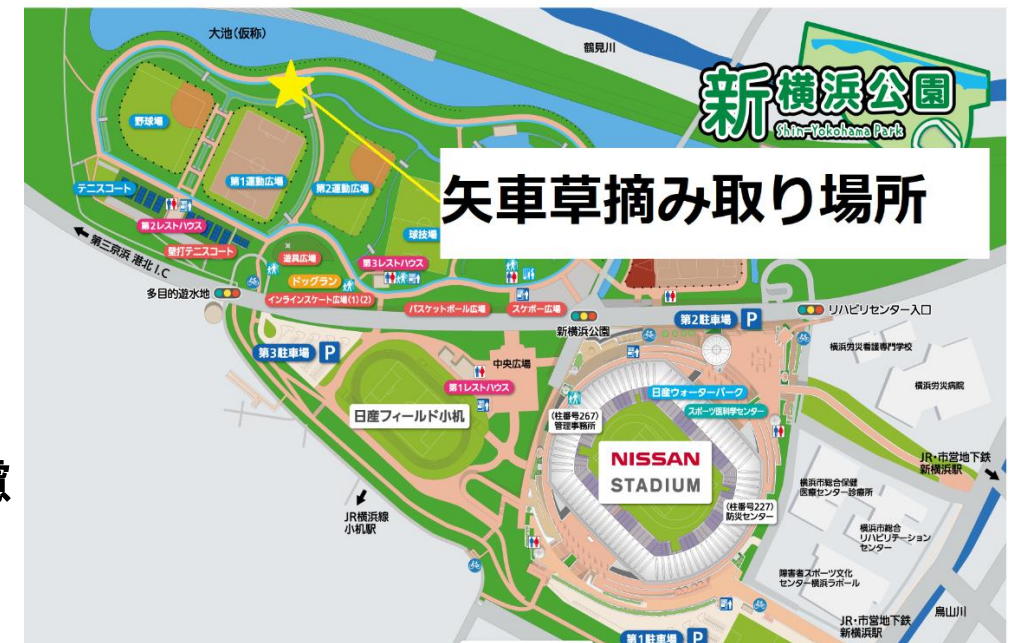 大池(仮称)
鶴見川
新横浜公園
Shin-Yokohama Park
野球場
矢車草摘み取り場所
テニスコート
第1運動広場
第2運動広場
第2レストハウス
球技場
第三京浜 港北I.C
壁打テニスコート
遊具広場
第3レストハウス
ドッグラン
多目的遊水地
インラインスケート広場(1)(2)
バスケットボール広場
スケボー広場
第2駐車場 P
リハビリセンター入口
新横浜公園
横浜労災看護専門学校
第3駐車場 P
中央広場
第1レストハウス
日産ウォーターパーク
横浜労災病院
スポーツ医科学センター
日産フィールド小机
(柱番号267)
管理事務所
NISSAN
STADIUM
JR・市営地下鉄
新横浜駅
横浜市総合保健
医療センター診療所
(柱番号227)
防災センター
JR横浜線
小机駅
横浜市総合
リハビリテーション
センター
障害者スポーツ文化
センター横浜ラポール
鳥山川
JR・市営地下鉄
新横浜駅
第1駐車場 P